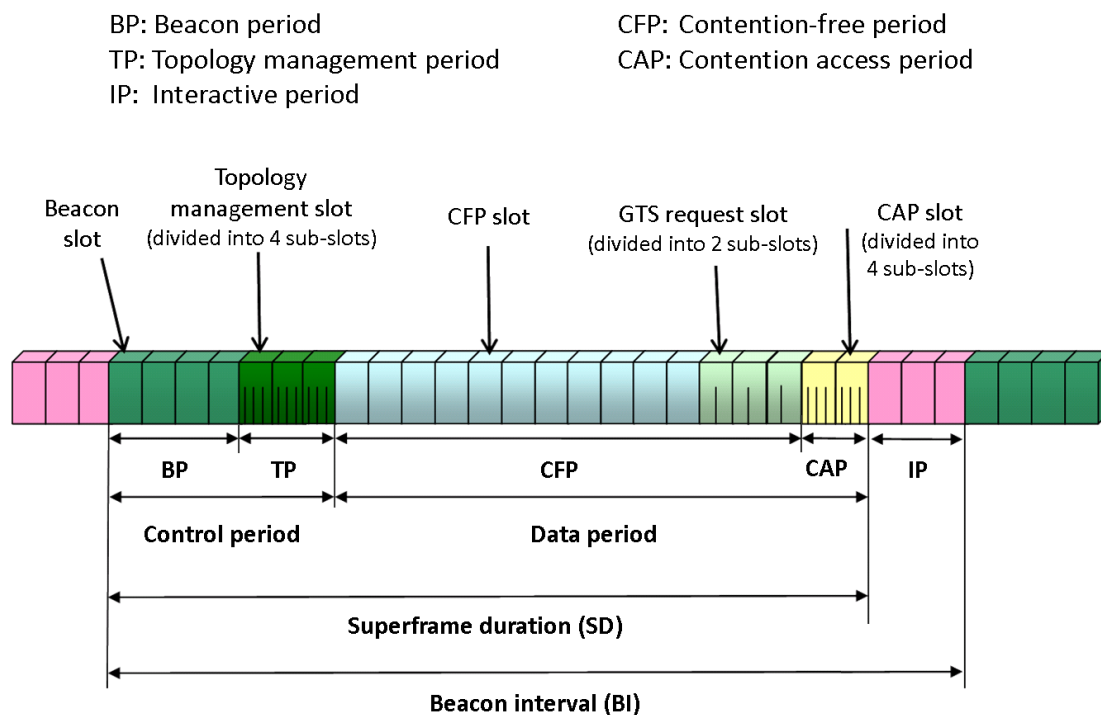 BP: Beacon period
CFP: Contention-free period
TP: Topology management period
CAP: Contention access period
IP: Interactive period
Beacon
slot
Topology
management slot
(divided into 4 sub-slots)
CFP slot
GTS request slot
(divided into 2 sub-slots)
CAP slot
(divided into
4 sub-slots)
BP
TP
CFP
CAP
IP
Control period
Data period
Superframe duration (SD)
Beacon interval (BI)